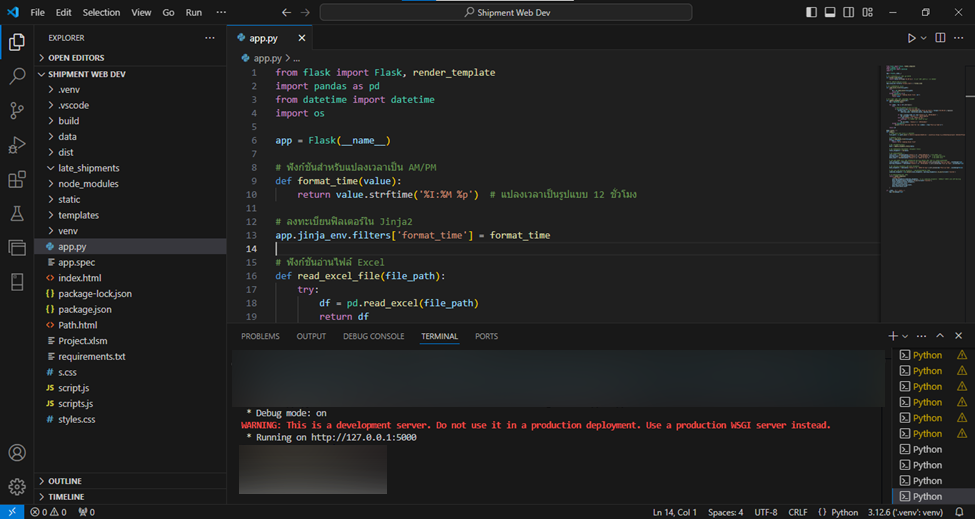 File Edit Selection View Go Run ··· Shipment Web Dev
EXPLORER
OPEN EDITORS
SHIPMENT WEB DEV
.venv
.vscode
build
data
dist
late_shipments
node_modules
static
templates
venv
app.py
app.spec
index.html
package-lock.json
package.json
Path.html
Project.xlsm
requirements.txt
s.css
script.js
scripts.js
styles.css
OUTLINE
TIMELINE
app.py
app.py > ...
1 from flask import Flask, render_template
2 import pandas as pd
3 from datetime import datetime
4 import os
5
6 app = Flask(__name__)
7
8 # ฟังก์ชันสำหรับแปลงเวลาเป็น AM/PM
9 def format_time(value):
10 return value.strftime('%I:%M %p') # แปลงเวลาเป็นรูปแบบ 12 ชั่วโมง
11
12 # ลงทะเบียนฟิลเตอร์ใน Jinja2
13 app.jinja_env.filters['format_time'] = format_time
14
15 # ฟังก์ชันอ่านไฟล์ Excel
16 def read_excel_file(file_path):
17 try:
18 df = pd.read_excel(file_path)
19 return df
PROBLEMS OUTPUT DEBUG CONSOLE TERMINAL PORTS
* Debug mode: on
WARNING: This is a development server. Do not use it in a production deployment. Use a production WSGI server instead.
* Running on http://127.0.0.1:5000
Python
Python
Python
Python
Python
Python
Python
Python
Python
Python
0 0 0 Ln 14, Col 1 Spaces: 4 UTF-8 CRLF Python 3.12.6 ('.venv': venv)